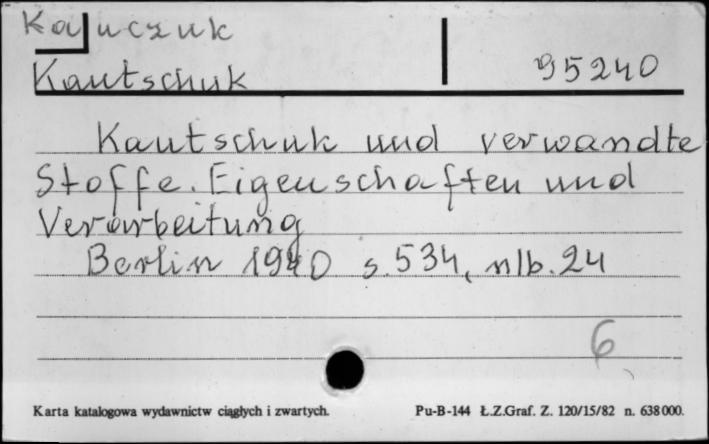 Kauczuk
Kautschuk 95240
Kautschuk und verwandte
Stoffe. Eigenschaften und
Verarbeitung
Berlin 1940 s. 534, nlb. 24
6
Karta katalogowa wydawnictw ciągłych i zwartych. Pu-B-144 Ł.Z.Graf. Z. 120/15/82 n. 638000.